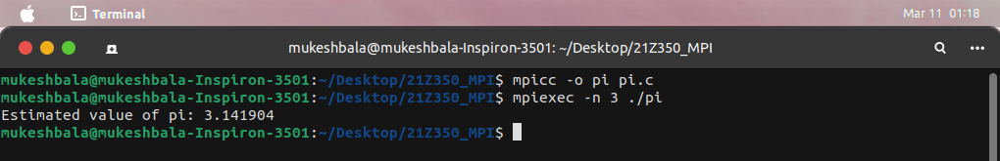 Terminal
Mar 11 01:18
mukeshbala@mukeshbala-Inspiron-3501: ~/Desktop/21Z350_MPI
mukeshbala@mukeshbala-Inspiron-3501:~/Desktop/21Z350_MPI$ mpicc -o pi pi.c
mukeshbala@mukeshbala-Inspiron-3501:~/Desktop/21Z350_MPI$ mpiexec -n 3 ./pi
Estimated value of pi: 3.141904
mukeshbala@mukeshbala-Inspiron-3501:~/Desktop/21Z350_MPI$